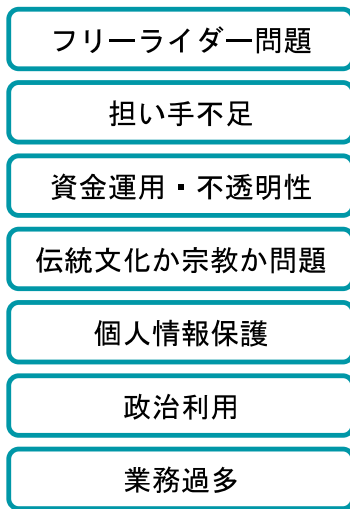 フリーライダー問題
担い手不足
資金運用・不透明性
伝統文化か宗教か問題
個人情報保護
政治利用
業務過多